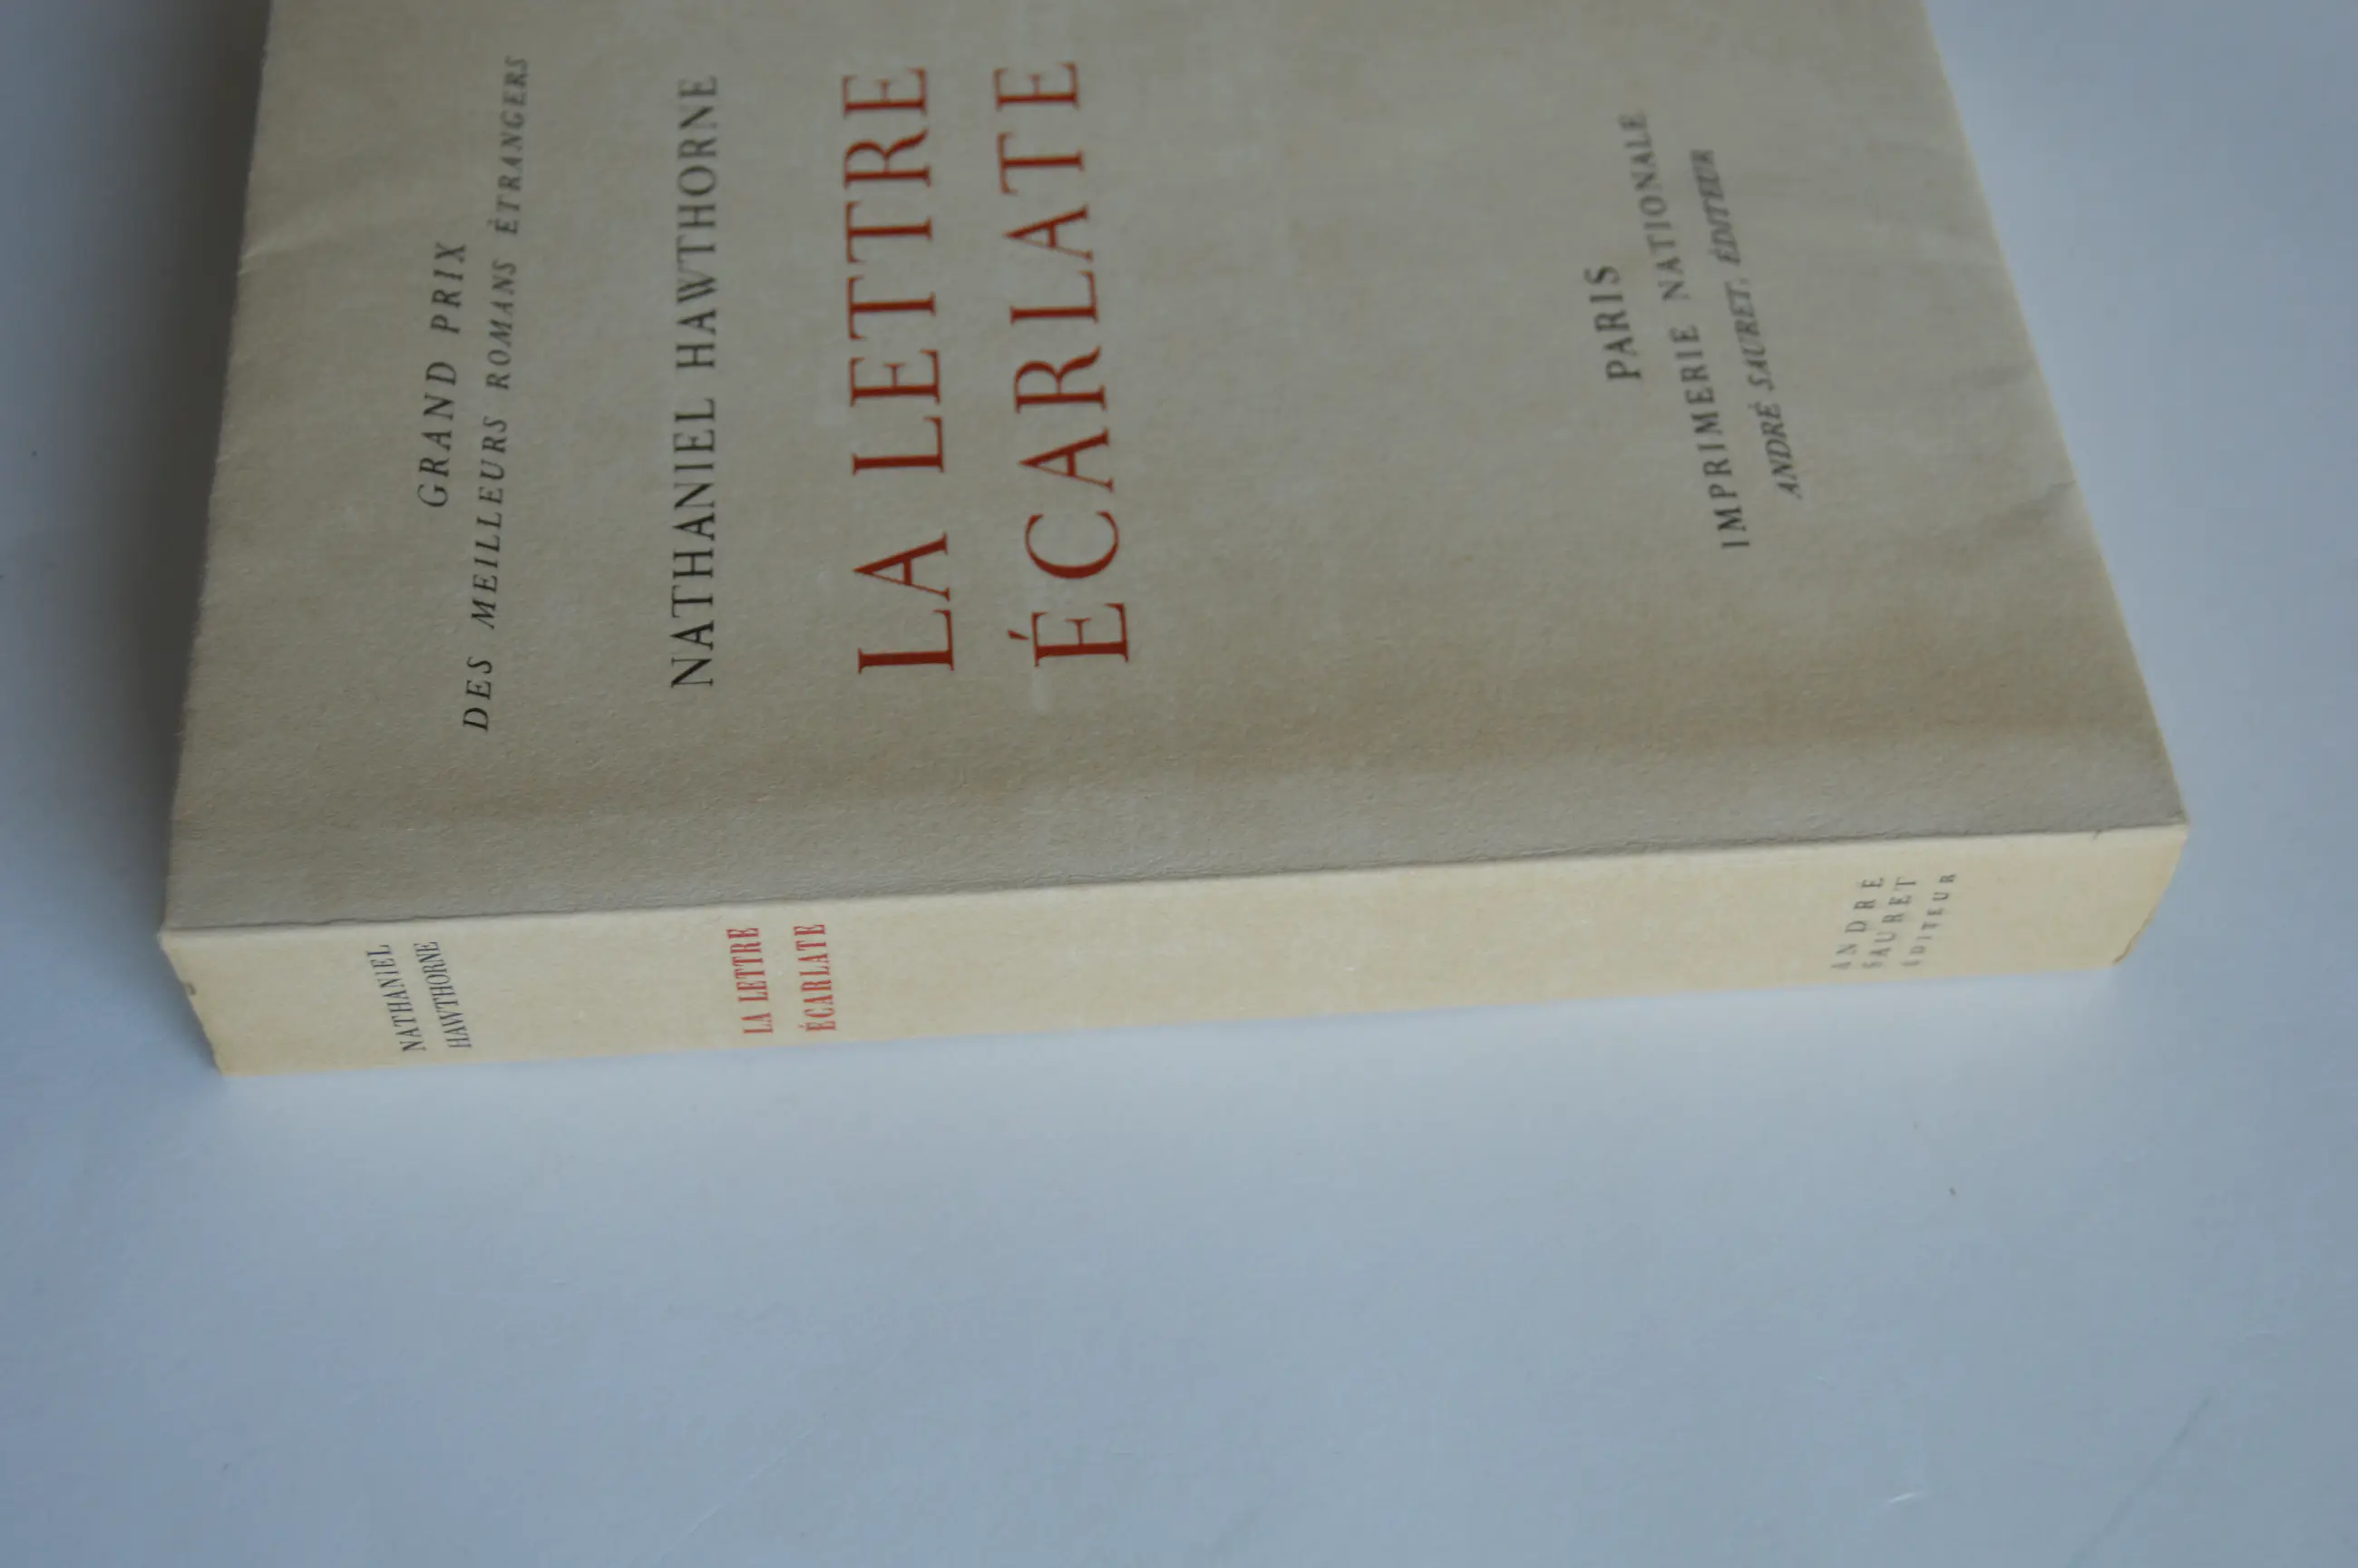 GRAND PRIX
DES MEILLEURS ROMANS ÉTRANGERS
NATHANIEL HAWTHORNE
LA LETTRE
ÉCARLATE
PARIS
IMPRIMERIE NATIONALE
ANDRÉ SAURET, ÉDITEUR
NATHANIEL
HAWTHORNE
LA LETTRE
ÉCARLATE
ANDRÉ
SAURET
ÉDITEUR